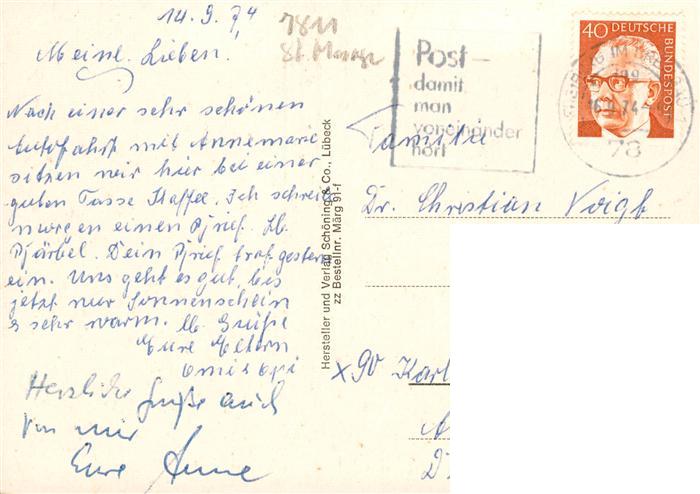 14.9.74
Meine Lieben.
Nach einer sehr schönen
Autofahrt mit Annemarie
sitzen wir hier bei einer
guten Tasse Kaffee. Ich schreibe
morgen einen Brief. Lb.
Bärbel. Dein Brief traf gestern
ein. Uns geht es gut, bis
jetzt nur Sonnenschein
& sehr warm. Lb. Grüße
Eure Eltern
Omi & Opi
Herzliche Grüße auch
von mir
Eure Anne
7811
St. Märgen
Hersteller und Verlag Schöning & Co., Lübeck
zz Bestellnr. Märg 91-f
Post-
damit
man
voneinander
hört
40 DEUTSCHE
BUNDESPOST
78
Familie
Dr. Christian Voigt
x90 Karl
A
D